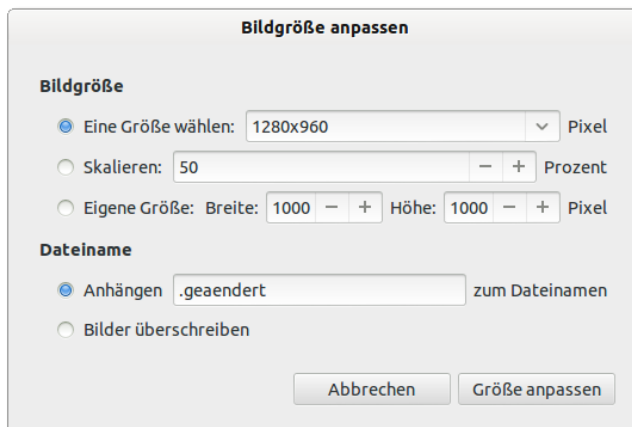 Bildgröße anpassen
Bildgröße
Eine Größe wählen: 1280x960 Pixel
Skalieren: 50 − + Prozent
Eigene Größe: Breite: 1000 − + Höhe: 1000 − + Pixel
Dateiname
Anhängen .geaendert zum Dateinamen
Bilder überschreiben
Abbrechen Größe anpassen